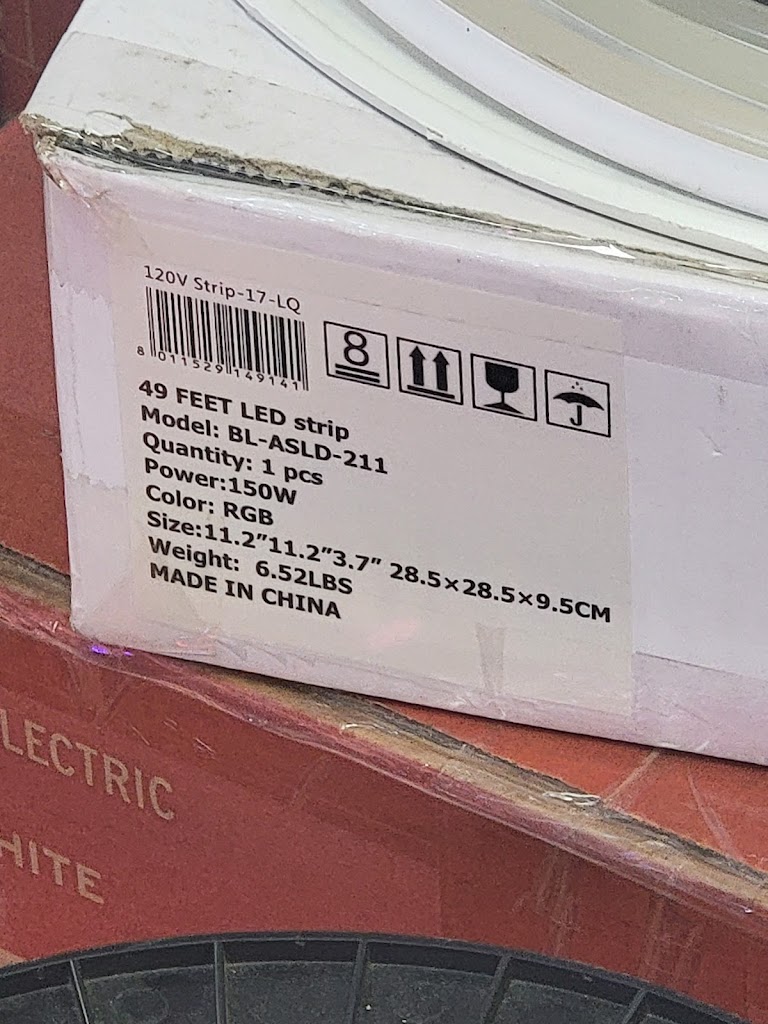 120V Strip-17-LQ
8 011529 149141
8
49 FEET LED strip
Model: BL-ASLD-211
Quantity: 1 pcs
Power:150W
Color: RGB
Size:11.2”11.2”3.7” 28.5×28.5×9.5CM
Weight: 6.52LBS
MADE IN CHINA
LECTRIC
HITE